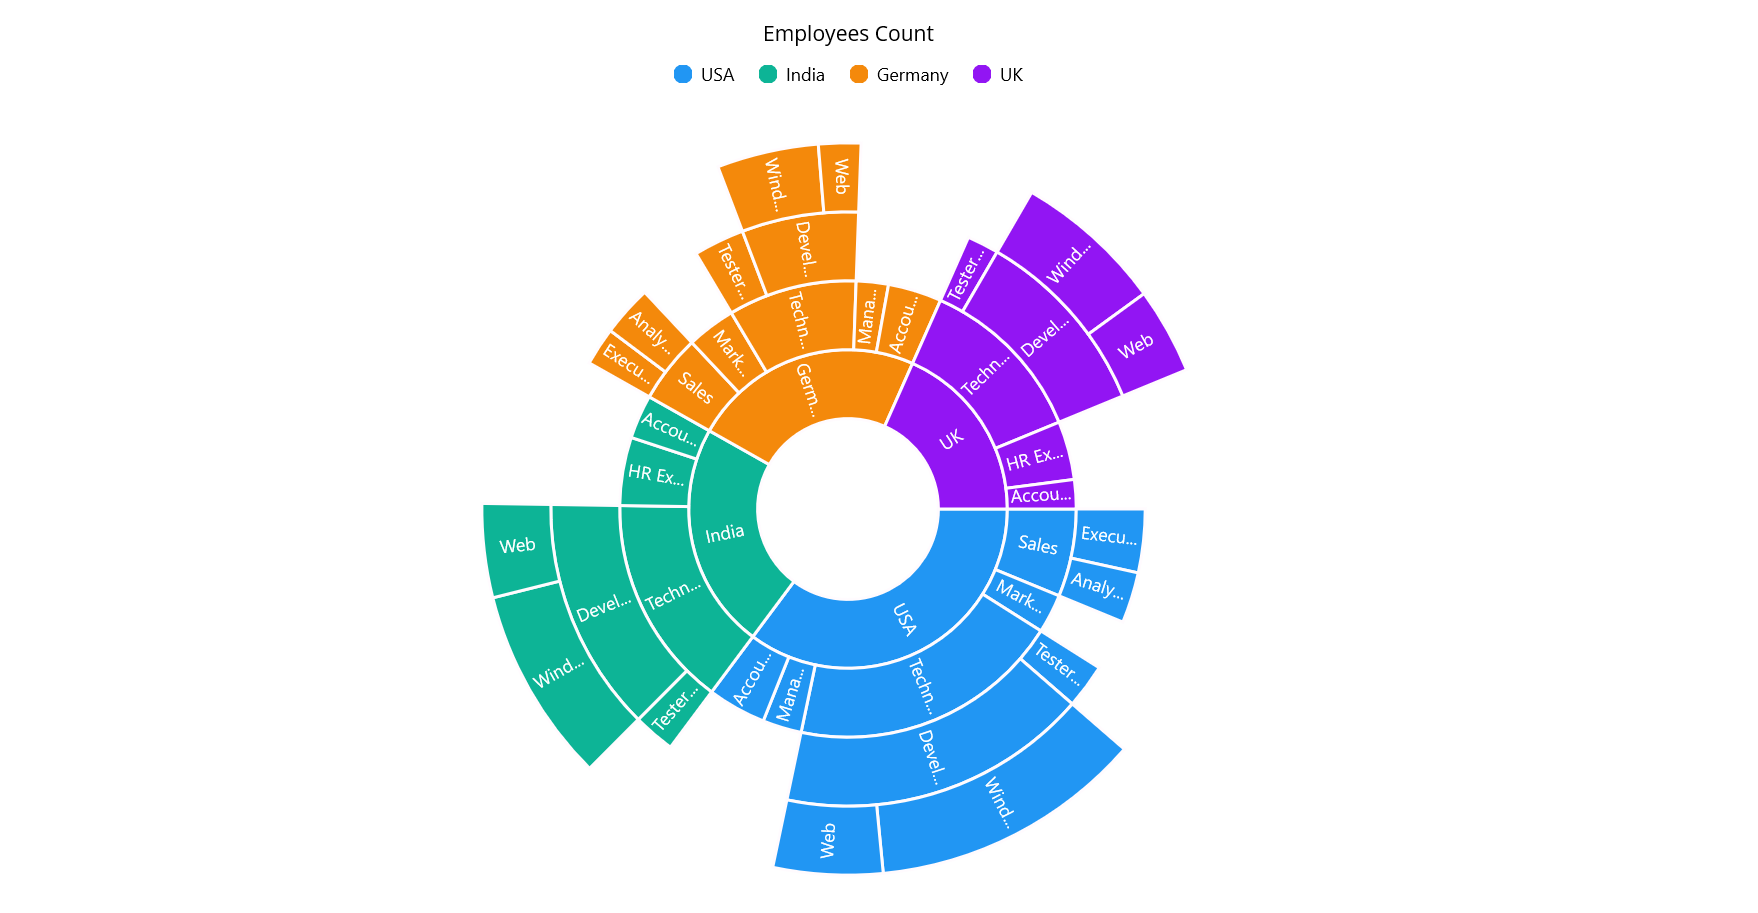 Employees Count
USA India Germany UK
Wind...
Web
Devel...
Tester...
Techn...
Mana...
Accou...
Mark...
Analy...
Execu...
Sales
Germ...
Tester...
Wind...
Devel...
Web
Techn...
UK
HR Ex...
Accou...
Accou...
HR Ex...
India
Web
Techn...
Devel...
Wind...
Tester...
Sales
Execu...
Analy...
Mark...
USA
Tester...
Techn...
Accou...
Mana...
Devel...
Wind...
Web